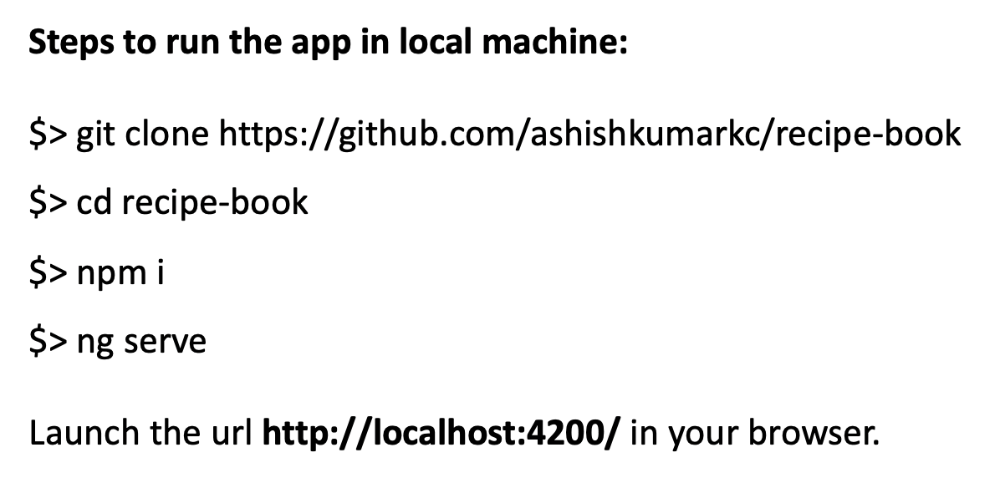 Steps to run the app in local machine:
$> git clone https://github.com/ashishkumarkc/recipe-book
$> cd recipe-book
$> npm i
$> ng serve
Launch the url http://localhost:4200/ in your browser.